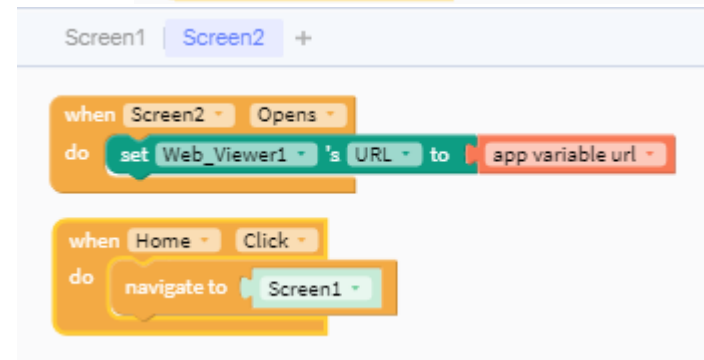 Screen1 Screen2 +
when Screen2 Opens
do set Web_Viewer1 's URL to app variable url
when Home Click
do navigate to Screen1